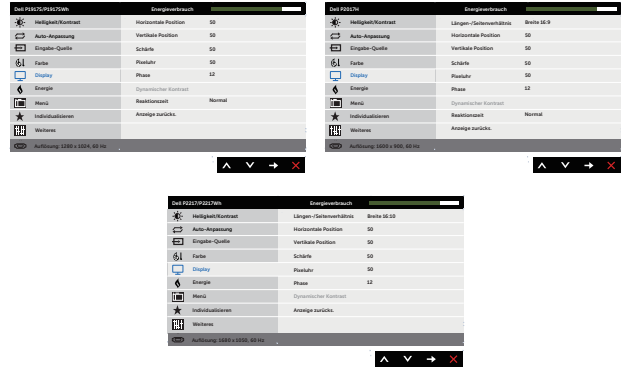 Dell P1917S/P1917SWh Energieverbrauch
Helligkeit/Kontrast Horizontale Position 50
Auto-Anpassung Vertikale Position 50
Eingabe-Quelle Schärfe 50
Farbe Pixeluhr 50
Display Phase 12
Energie Dynamischer Kontrast
Menü Reaktionszeit Normal
Individualisieren Anzeige zurücks.
Weiteres
Auflösung: 1280 x 1024, 60 Hz
Dell P2017H Energieverbrauch
Helligkeit/Kontrast Längen-/Seitenverhältnis Breite 16:9
Auto-Anpassung Horizontale Position 50
Eingabe-Quelle Vertikale Position 50
Farbe Schärfe 50
Display Pixeluhr 50
Energie Phase 12
Menü Dynamischer Kontrast
Individualisieren Reaktionszeit Normal
Weiteres Anzeige zurücks.
Auflösung: 1600 x 900, 60 Hz
Dell P2217/P2217Wh Energieverbrauch
Helligkeit/Kontrast Längen-/Seitenverhältnis Breite 16:10
Auto-Anpassung Horizontale Position 50
Eingabe-Quelle Vertikale Position 50
Farbe Schärfe 50
Display Pixeluhr 50
Energie Phase 12
Menü Dynamischer Kontrast
Individualisieren Anzeige zurücks.
Weiteres
Auflösung: 1680 x 1050, 60 Hz